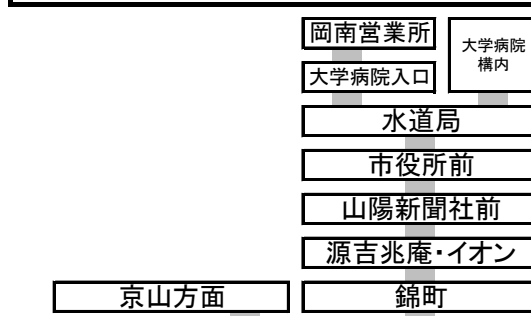 岡南営業所
大学病院入口
大学病院
構内
水道局
市役所前
山陽新聞社前
源吉兆庵・イオン
京山方面
錦町